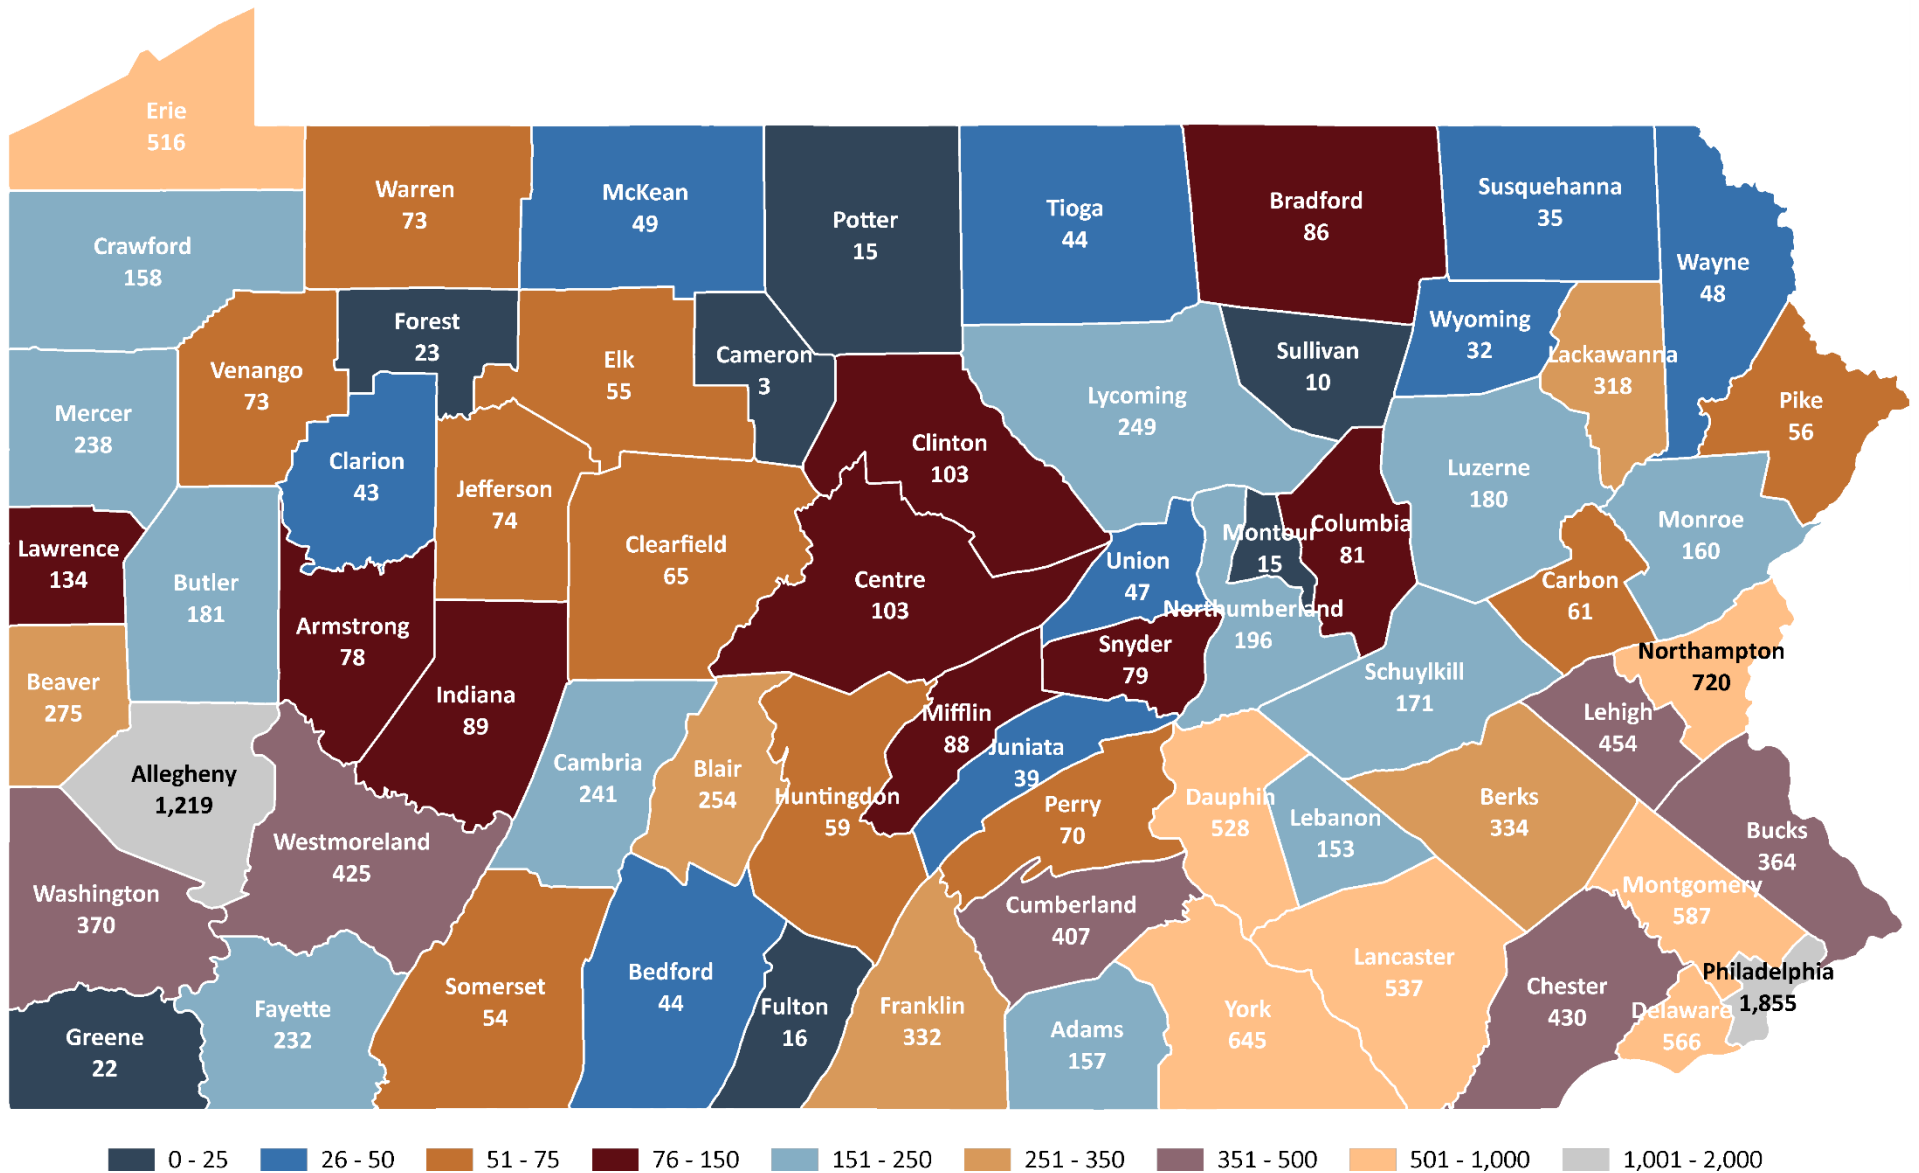 Erie
516
Warren
73
McKean
49
Potter
15
Tioga
44
Bradford
86
Susquehanna
35
Wayne
48
Crawford
158
Venango
73
Forest
23
Elk
55
Cameron
3
Sullivan
10
Wyoming
32
Lackawanna
318
Pike
56
Mercer
238
Clarion
43
Jefferson
74
Clinton
103
Lycoming
249
Luzerne
180
Monroe
160
Lawrence
134
Butler
181
Armstrong
78
Clearfield
65
Centre
103
Union
47
Montour
15
Columbia
81
Northumberland
196
Carbon
61
Northampton
720
Beaver
275
Indiana
89
Snyder
79
Schuylkill
171
Lehigh
454
Allegheny
1,219
Cambria
241
Blair
254
Mifflin
88
Juniata
39
Huntingdon
59
Perry
70
Dauphin
528
Lebanon
153
Berks
334
Bucks
364
Westmoreland
425
Washington
370
Cumberland
407
Montgomery
587
Greene
22
Fayette
232
Somerset
54
Bedford
44
Fulton
16
Franklin
332
Adams
157
York
645
Lancaster
537
Chester
430
Philadelphia
1,855
Delaware
566
0 - 25
26 - 50
51 - 75
76 - 150
151 - 250
251 - 350
351 - 500
501 - 1,000
1,001 - 2,000